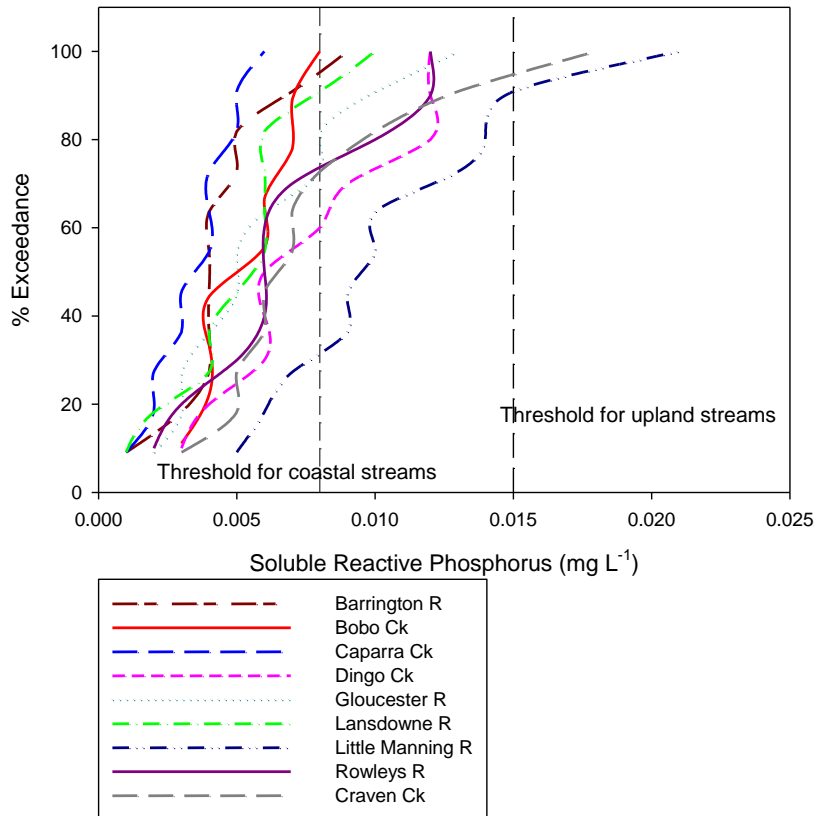 % Exceedance
100
80
60
40
20
0
Threshold for upland streams
Threshold for coastal streams
0.000
0.005
0.010
0.015
0.020
0.025
Soluble Reactive Phosphorus (mg L⁻¹)
Barrington R
Bobo Ck
Caparra Ck
Dingo Ck
Gloucester R
Lansdowne R
Little Manning R
Rowleys R
Craven Ck